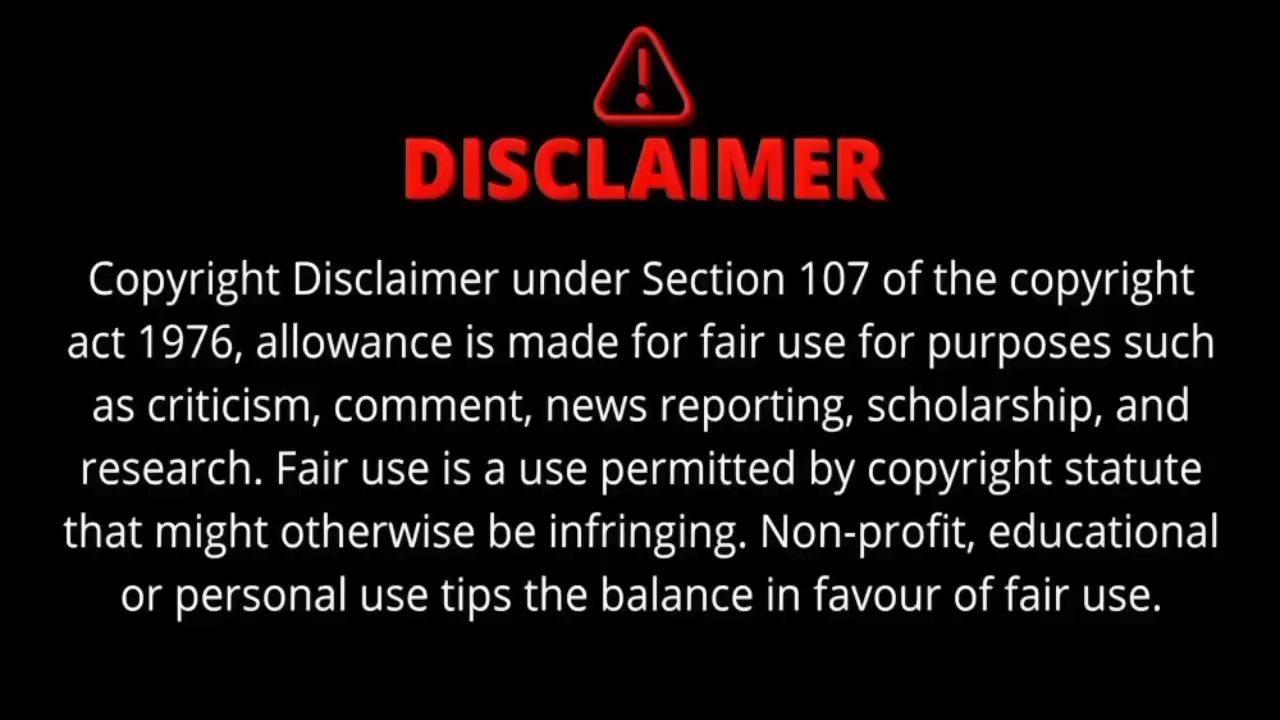 DISCLAIMER
Copyright Disclaimer under Section 107 of the copyright
act 1976, allowance is made for fair use for purposes such
as criticism, comment, news reporting, scholarship, and
research. Fair use is a use permitted by copyright statute
that might otherwise be infringing. Non-profit, educational
or personal use tips the balance in favour of fair use.